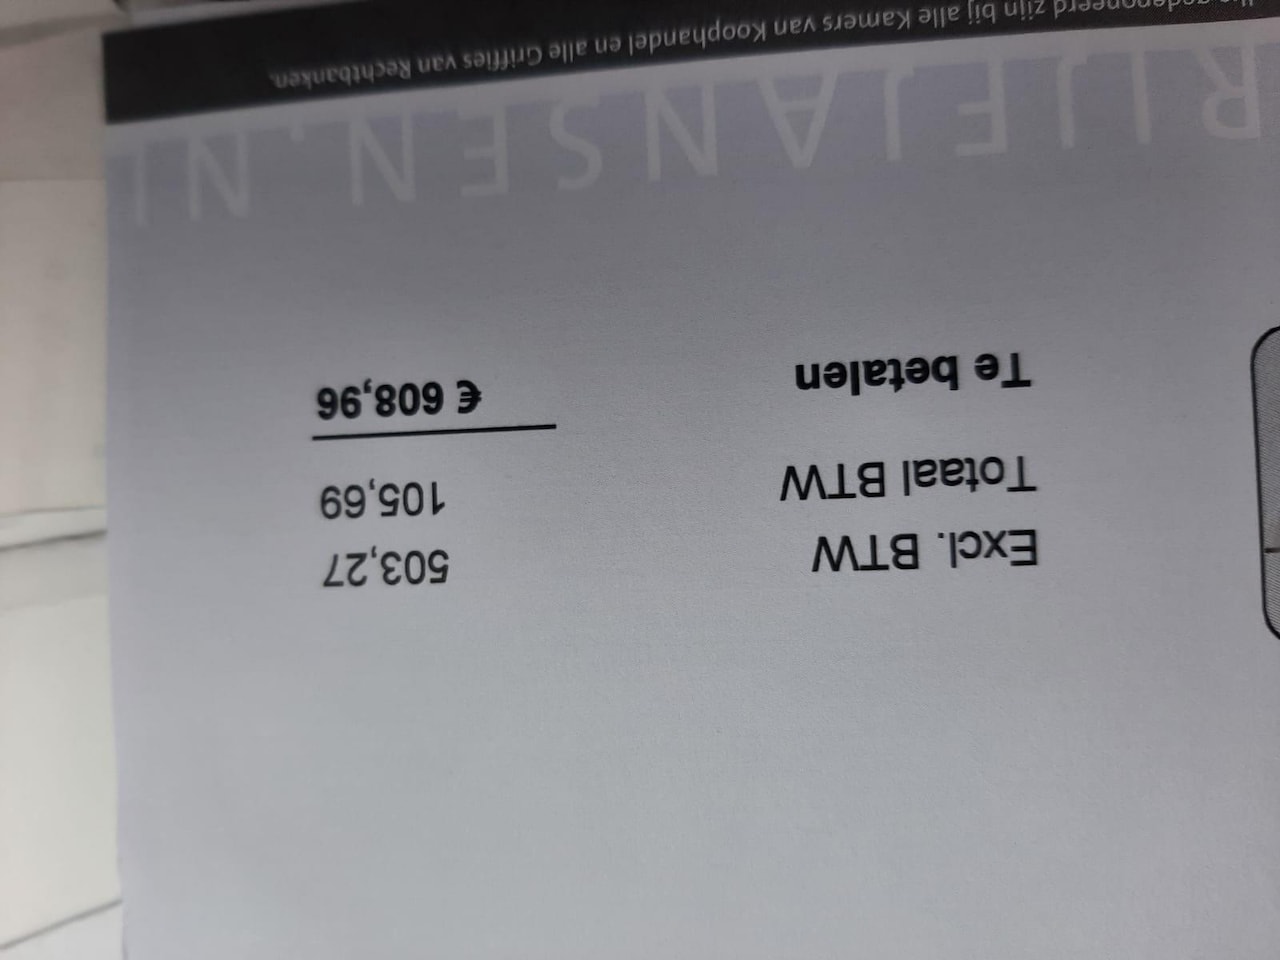 Excl. BTW 503,27
Totaal BTW 105,69
Te betalen € 608,96
RIJFJANSEN.N
gedeponeerd zijn bij alle Kamers van Koophandel en alle Griffies van Rechtbanken.